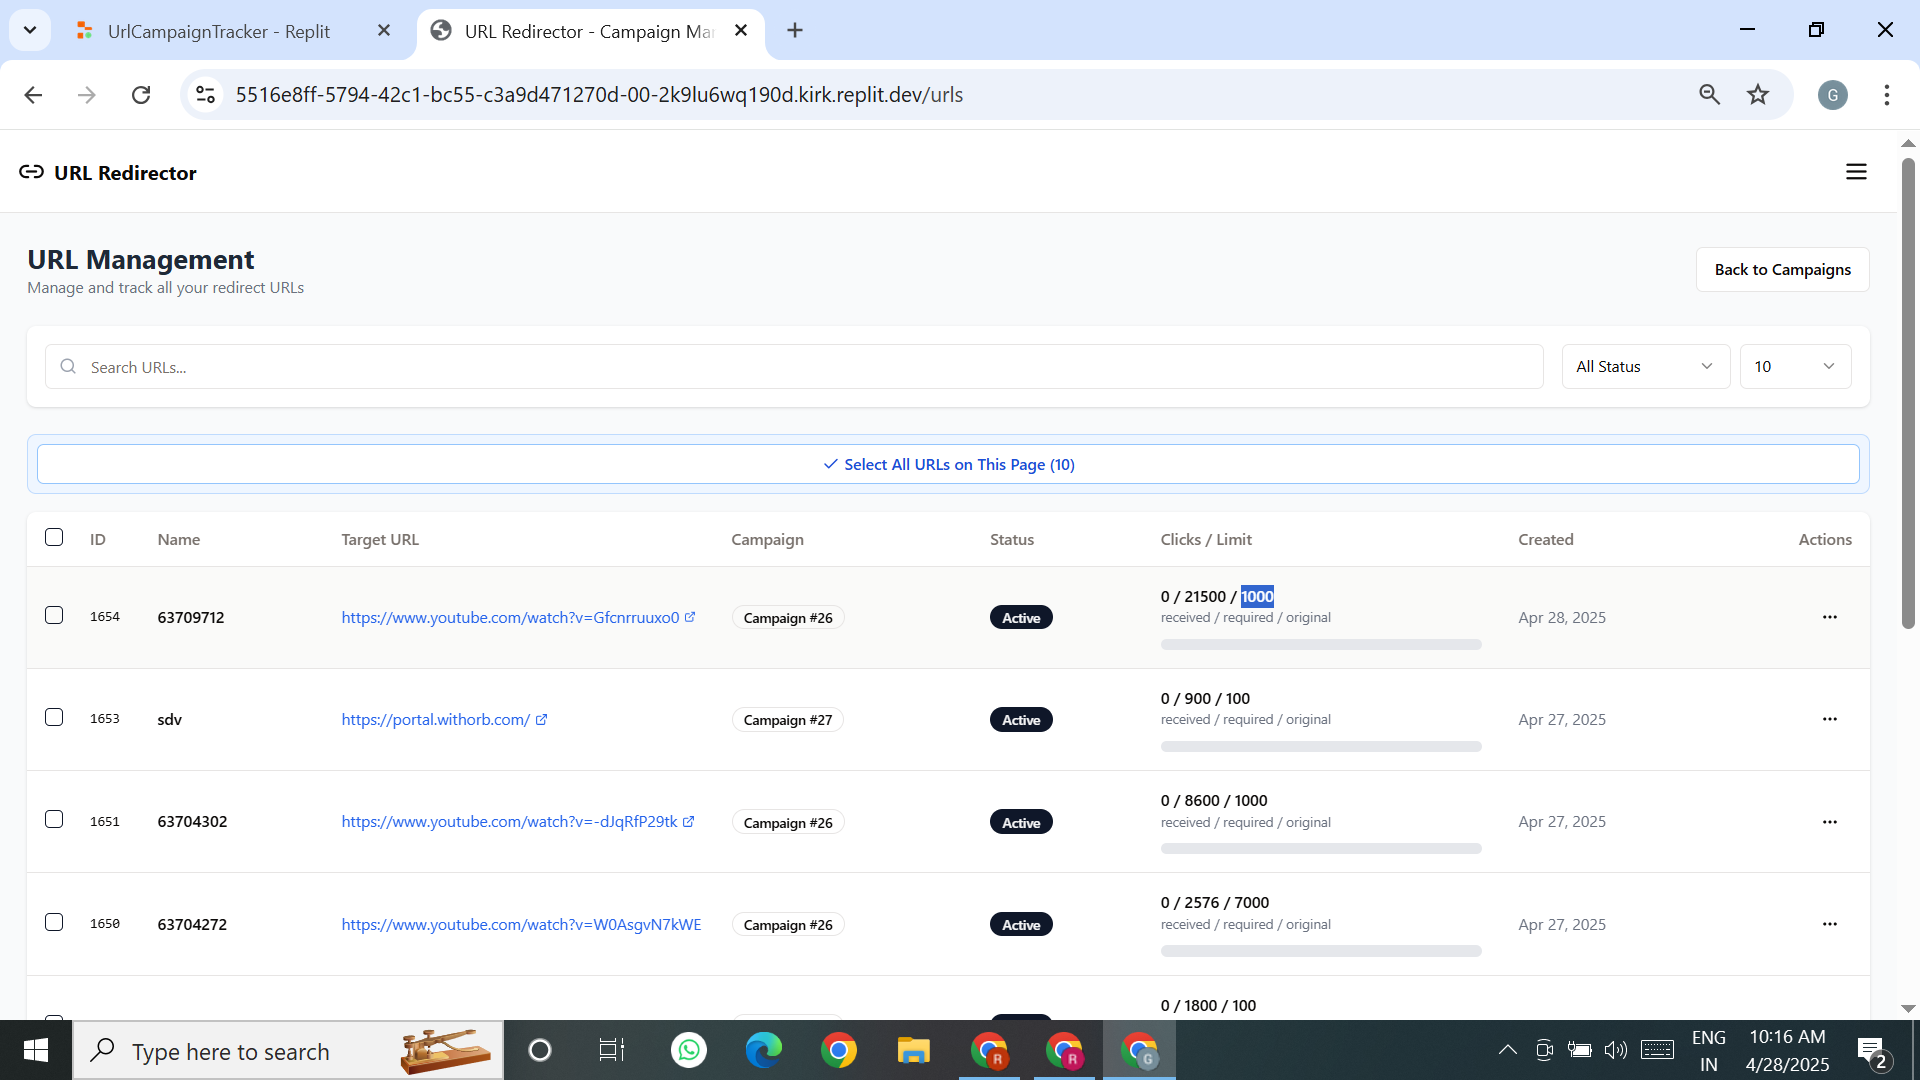 UrlCampaignTracker - Replit
URL Redirector - Campaign Ma
5516e8ff-5794-42c1-bc55-c3a9d471270d-00-2k9lu6wq190d.kirk.replit.dev/urls
G
URL Redirector
URL Management
Manage and track all your redirect URLs
Back to Campaigns
Search URLs...
All Status
10
Select All URLs on This Page (10)
ID Name Target URL Campaign Status Clicks / Limit Created Actions
1654 63709712 https://www.youtube.com/watch?v=Gfcnrruuxo0 Campaign #26 Active 0 / 21500 / 1000 Apr 28, 2025
received / required / original
1653 sdv https://portal.withorb.com/ Campaign #27 Active 0 / 900 / 100 Apr 27, 2025
received / required / original
1651 63704302 https://www.youtube.com/watch?v=-dJqRfP29tk Campaign #26 Active 0 / 8600 / 1000 Apr 27, 2025
received / required / original
1650 63704272 https://www.youtube.com/watch?v=W0AsgvN7kWE Campaign #26 Active 0 / 2576 / 7000 Apr 27, 2025
received / required / original
0 / 1800 / 100
Type here to search
R
R
G
ENG
IN
10:16 AM
4/28/2025
2